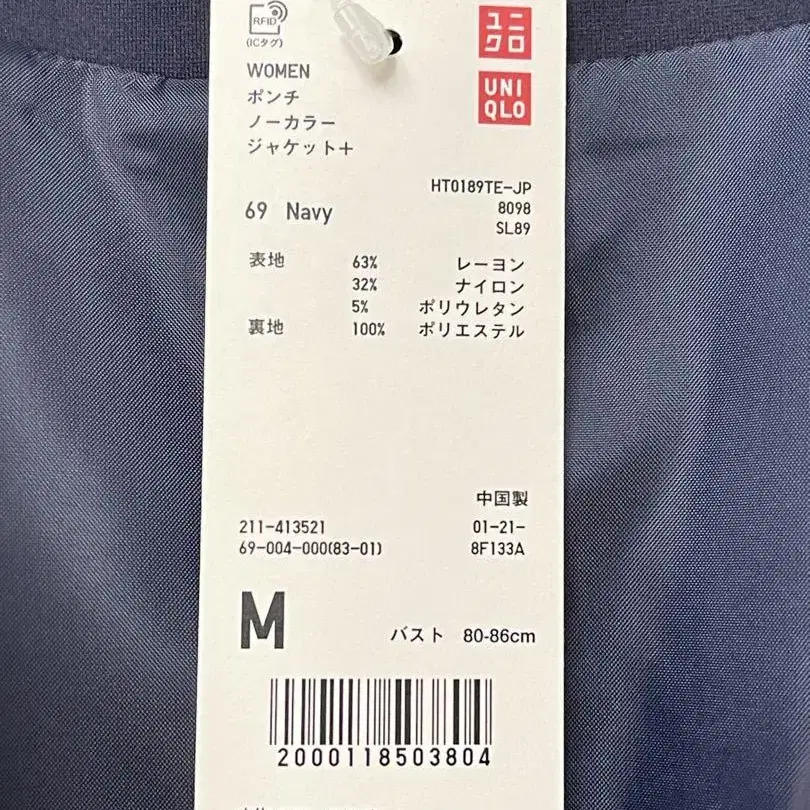 RFID
(ICタグ)
ユニ
クロ
UNI
QLO
WOMEN
ポンチ
ノーカラー
ジャケット+
HT0189TE-JP
8098
SL89
69 Navy
表地 63% レーヨン
32% ナイロン
5% ポリウレタン
裏地 100% ポリエステル
中国製
211-413521 01-21-
69-004-000(83-01) 8F133A
M バスト 80-86cm
2000118503804